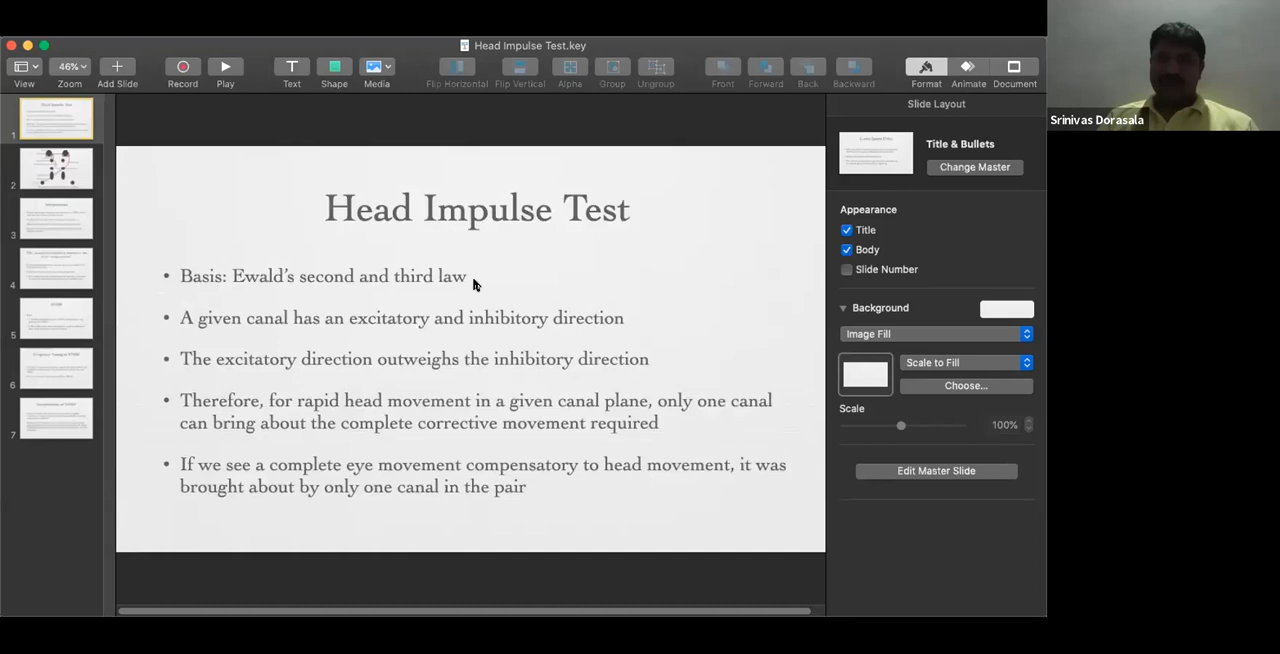 Head Impulse Test.key
View
46%
Zoom
Add Slide
Record
Play
Text
Shape
Media
Flip Horizontal
Flip Vertical
Alpha
Group
Ungroup
Front
Forward
Back
Backward
Format
Animate
Document
Srinivas Dorasala
1
2
3
4
5
6
7
Head Impulse Test
• Basis: Ewald's second and third law
• A given canal has an excitatory and inhibitory direction
• The excitatory direction outweighs the inhibitory direction
• Therefore, for rapid head movement in a given canal plane, only one canal
can bring about the complete corrective movement required
• If we see a complete eye movement compensatory to head movement, it was
brought about by only one canal in the pair
Slide Layout
Title & Bullets
Change Master
Appearance
Title
Body
Slide Number
Background
Image Fill
Scale to Fill
Choose...
Scale
100%
Edit Master Slide